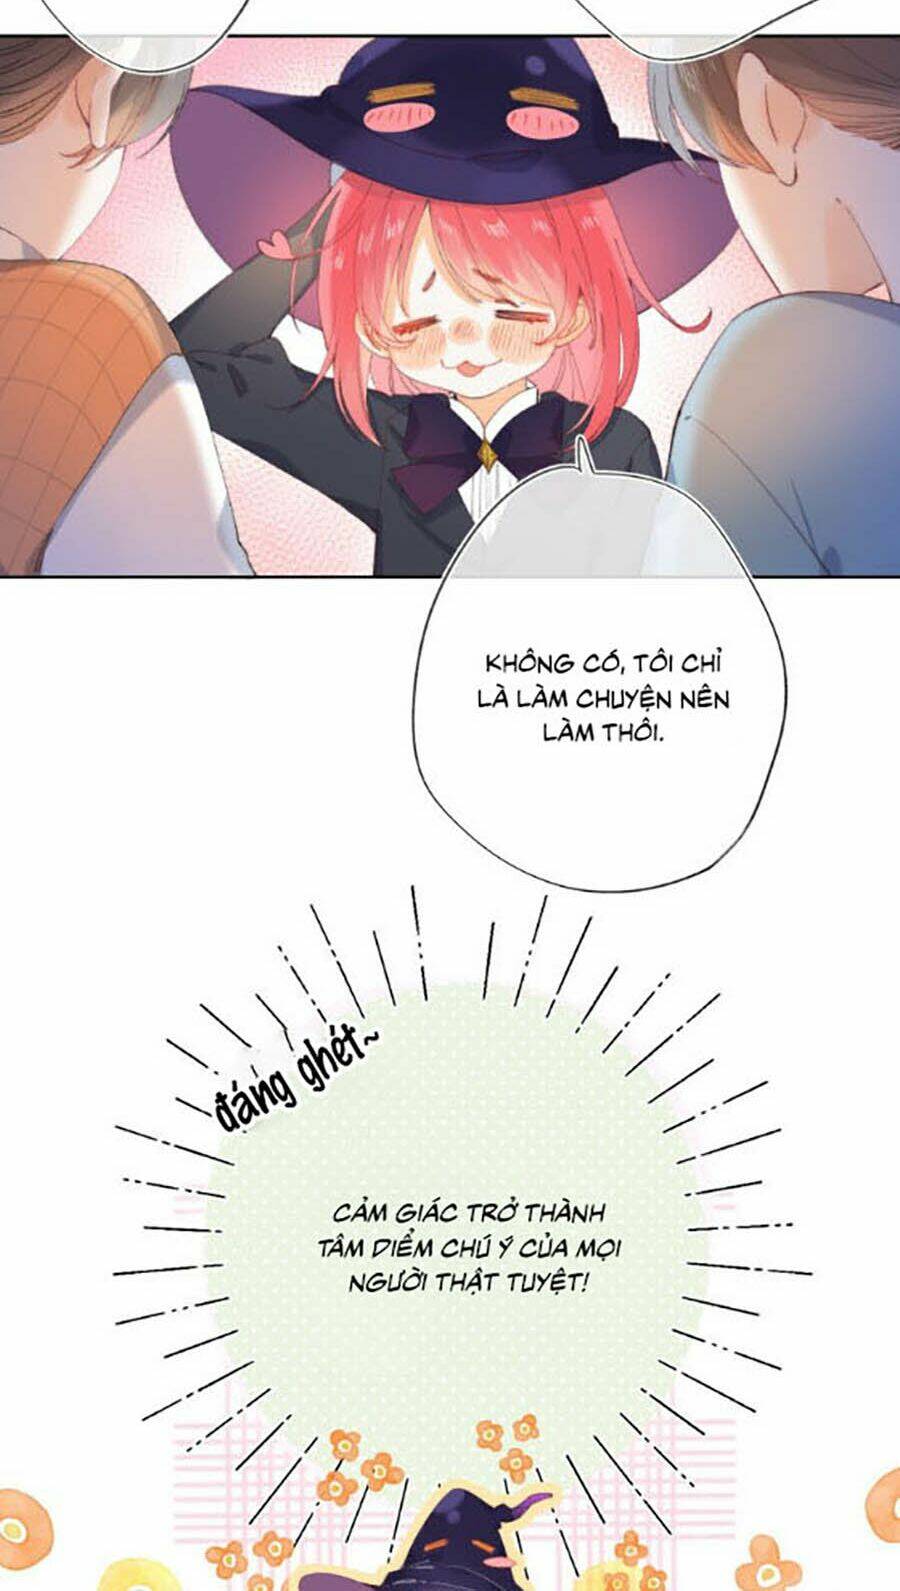 KHÔNG CÓ, TÔI CHỈ
LÀ LÀM CHUYỆN NÊN
LÀM THÔI.
đáng ghét~
CẢM GIÁC TRỞ THÀNH
TÂM DIỂM CHÚ Ý CỦA MỌI
NGƯỜI THẬT TUYỆT!